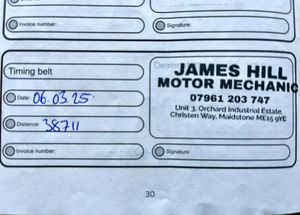 Invoice number:
Signature:
Timing belt
Dealer
JAMES HILL
MOTOR MECHANIC
Date: 06.03.25
07961 203 747
Unit 3, Orchard Industrial Estate,
Christen Way, Maidstone ME15 9YE
Distance: 38711
Invoice number:
Signature:
30